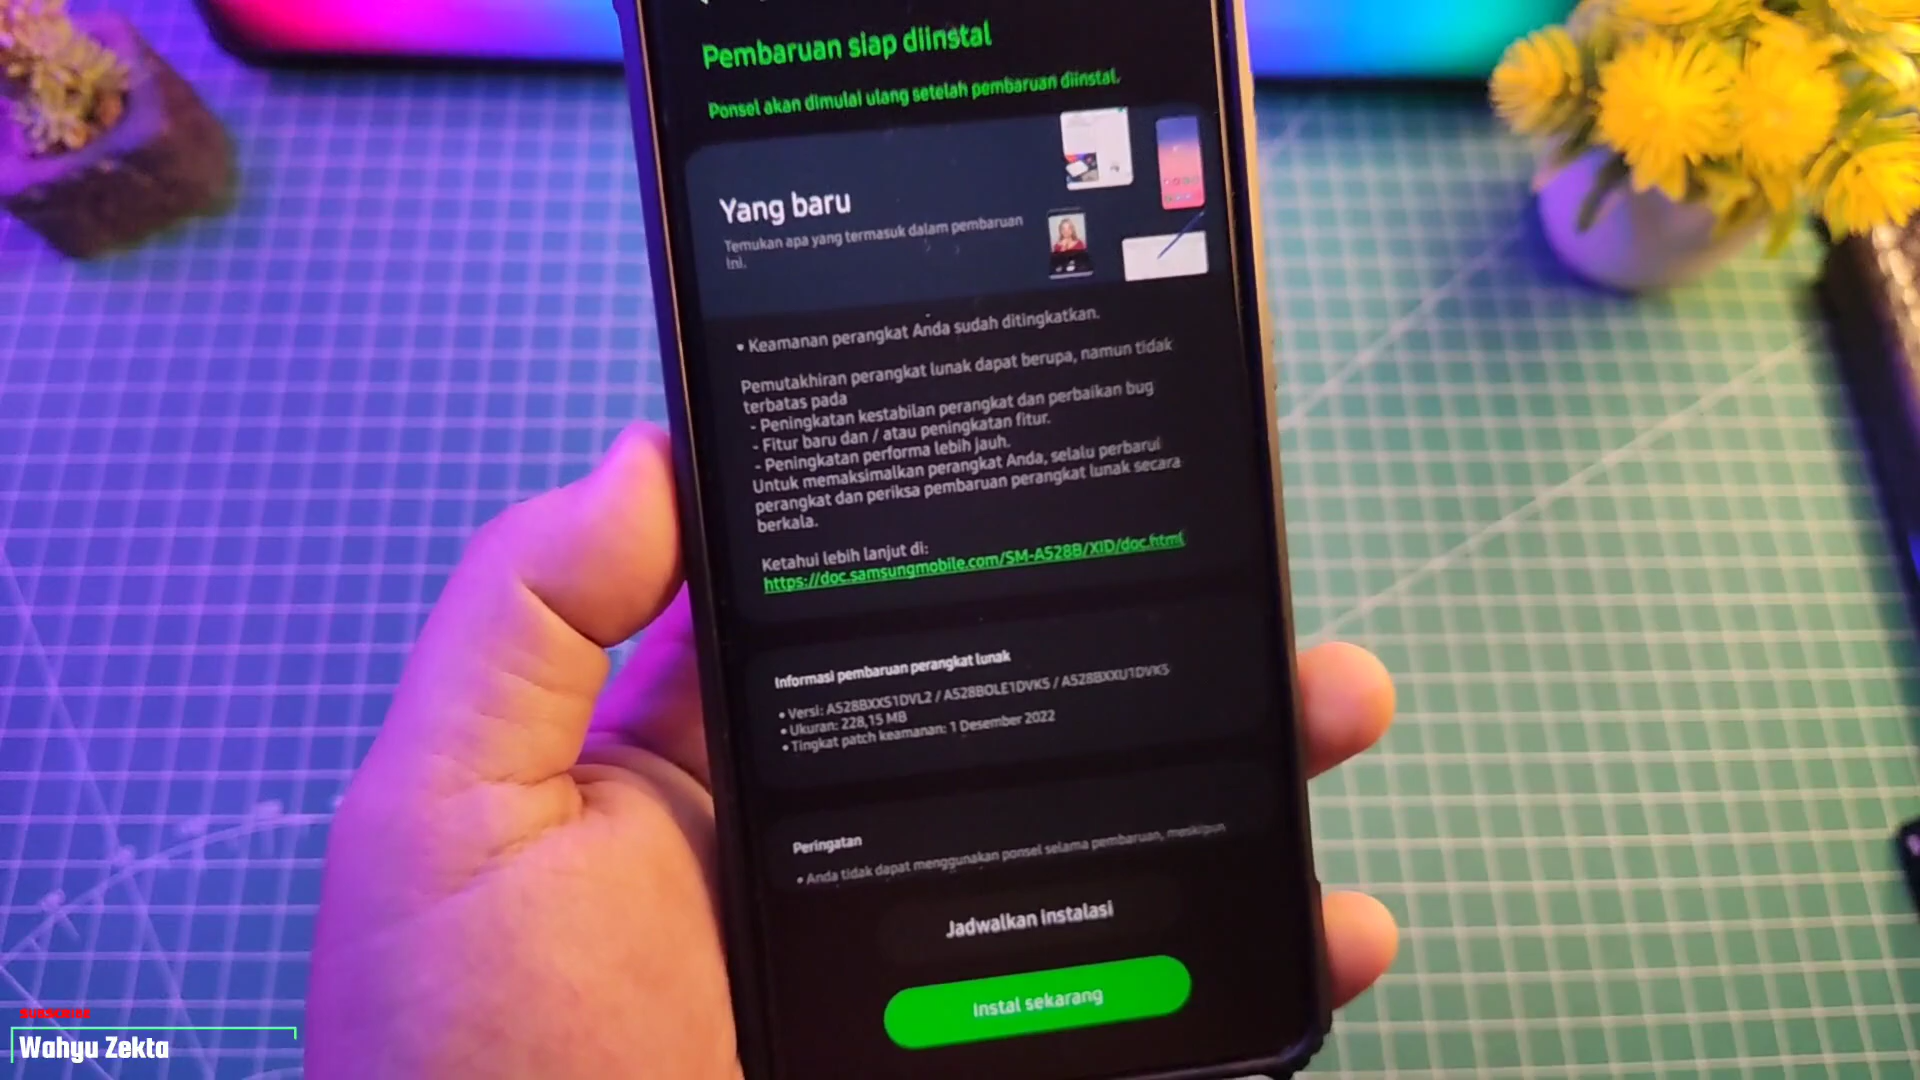 Pembaruan siap diinstal
Ponsel akan dimulai ulang setelah pembaruan diinstal.
Yang baru
Temukan apa yang termasuk dalam pembaruan
ini.
• Keamanan perangkat Anda sudah ditingkatkan.
Pemutakhiran perangkat lunak dapat berupa, namun tidak
terbatas pada
- Peningkatan kestabilan perangkat dan perbaikan bug
- Fitur baru dan / atau peningkatan fitur.
- Peningkatan performa lebih jauh.
Untuk memaksimalkan perangkat Anda, selalu perbarui
perangkat dan periksa pembaruan perangkat lunak secara
berkala.
Ketahui lebih lanjut di:
https://doc.samsungmobile.com/SM-A528B/XID/doc.html
Informasi pembaruan perangkat lunak
• Versi: A528BXXS1DVL2 / A528BOLE1DVK5 / A528BXXU1DVK5
• Ukuran: 228,15 MB
• Tingkat patch keamanan: 1 Desember 2022
Peringatan
• Anda tidak dapat menggunakan ponsel selama pembaruan, meskipun
Jadwalkan instalasi
Instal sekarang
SUBSCRIBE
Wahyu Zekta